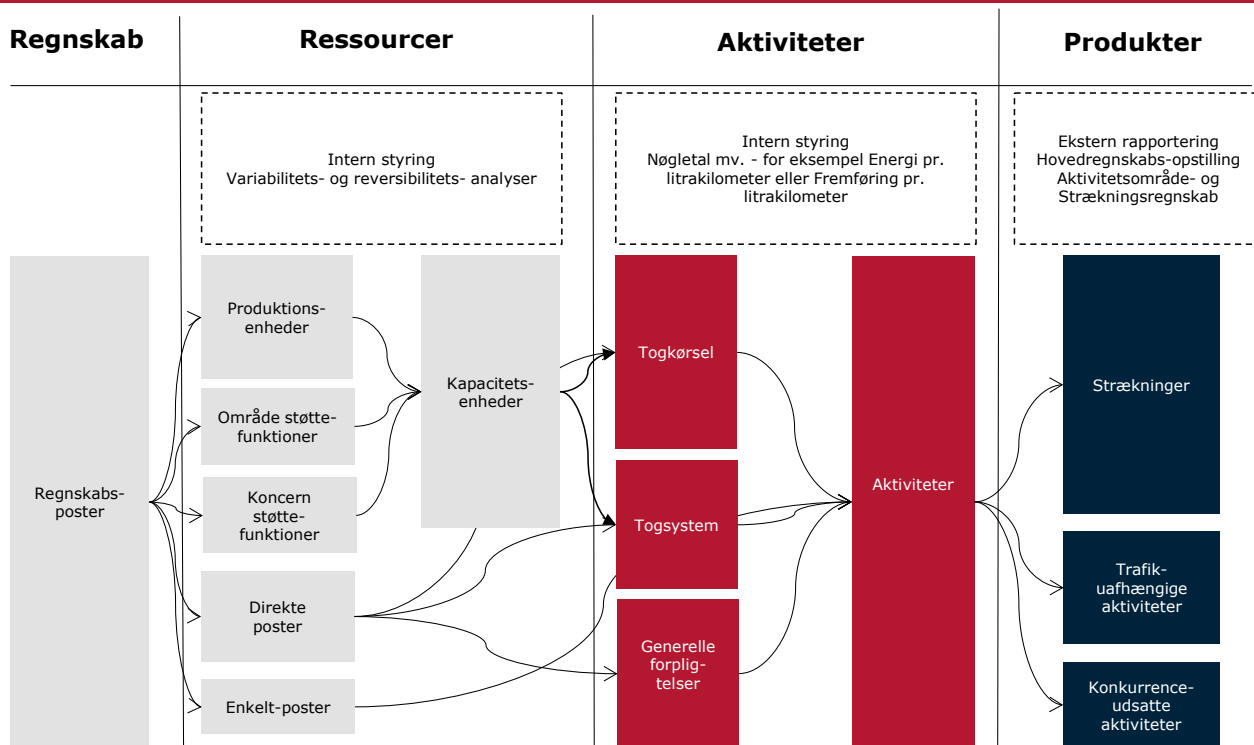 Regnskab
Ressourcer
Aktiviteter
Produkter
Intern styring
Variabilitets- og reversibilitets- analyser
Intern styring
Nøgletal mv. - for eksempel Energi pr.
litrakilometer eller Fremføring pr.
litrakilometer
Ekstern rapportering
Hovedregnskabs-opstilling
Aktivitetsområde- og
Strækningsregnskab
Regnskabs-
poster
Produktions-
enheder
Område støtte-
funktioner
Koncern
støtte-
funktioner
Direkte
poster
Enkelt-poster
Kapacitets-
enheder
Togkørsel
Togsystem
Generelle
forplig-
telser
Aktiviteter
Strækninger
Trafik-
uafhængige
aktiviteter
Konkurrence-
udsatte
aktiviteter